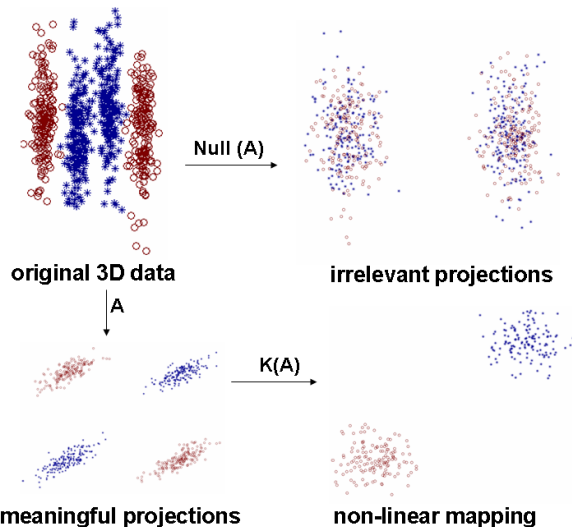 Null (A)
original 3D data
irrelevant projections
A
K(A)
meaningful projections
non-linear mapping